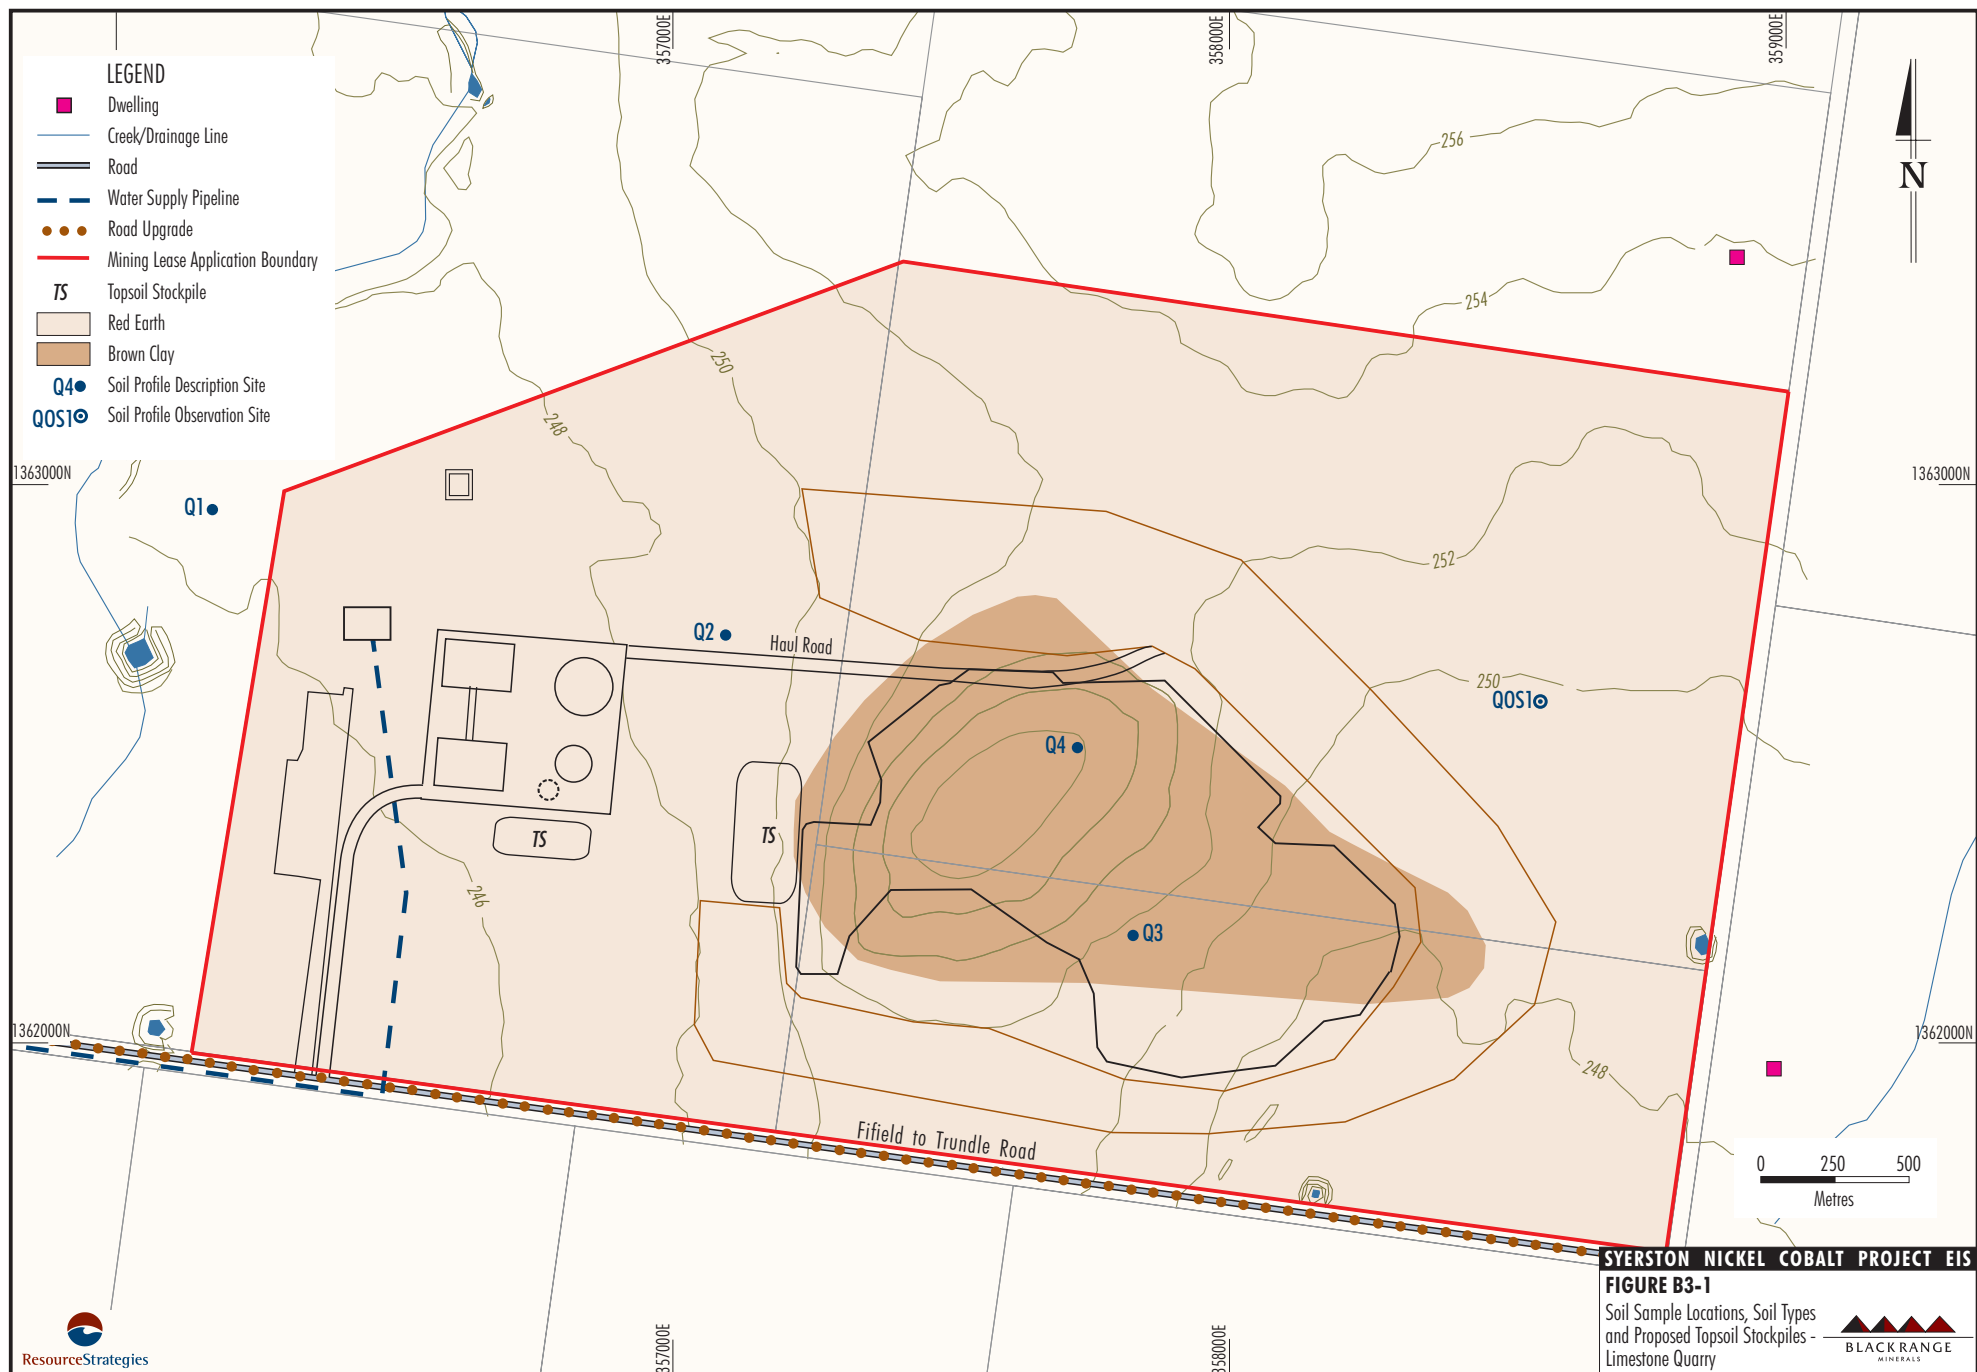 357000E
358000E
359000E
LEGEND
Dwelling
Creek/Drainage Line
Road
Water Supply Pipeline
Road Upgrade
Mining Lease Application Boundary
TS Topsoil Stockpile
Red Earth
Brown Clay
Q4 Soil Profile Description Site
QOS1 Soil Profile Observation Site
256
N
254
250
248
1363000N
1363000N
Q1
252
Q2
Haul Road
250
QOS1
Q4
TS
TS
246
Q3
1362000N
1362000N
248
Fifield to Trundle Road
0 250 500
Metres
SYERSTON NICKEL COBALT PROJECT EIS
FIGURE B3-1
Soil Sample Locations, Soil Types
and Proposed Topsoil Stockpiles -
Limestone Quarry
BLACK RANGE
MINERALS
ResourceStrategies
357000E
358000E